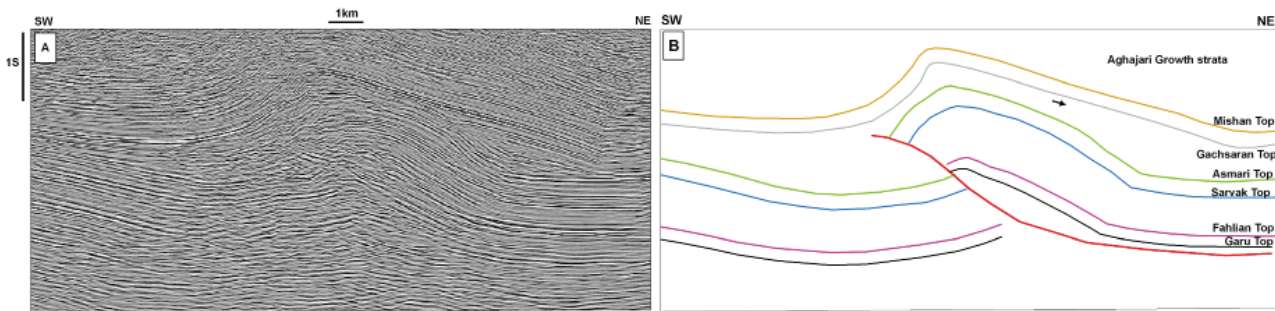 SW
1km
NE
A
1S
SW
NE
B
Aghajari Growth strata
Mishan Top
Gachsaran Top
Asmari Top
Sarvak Top
Fahlian Top
Garu Top